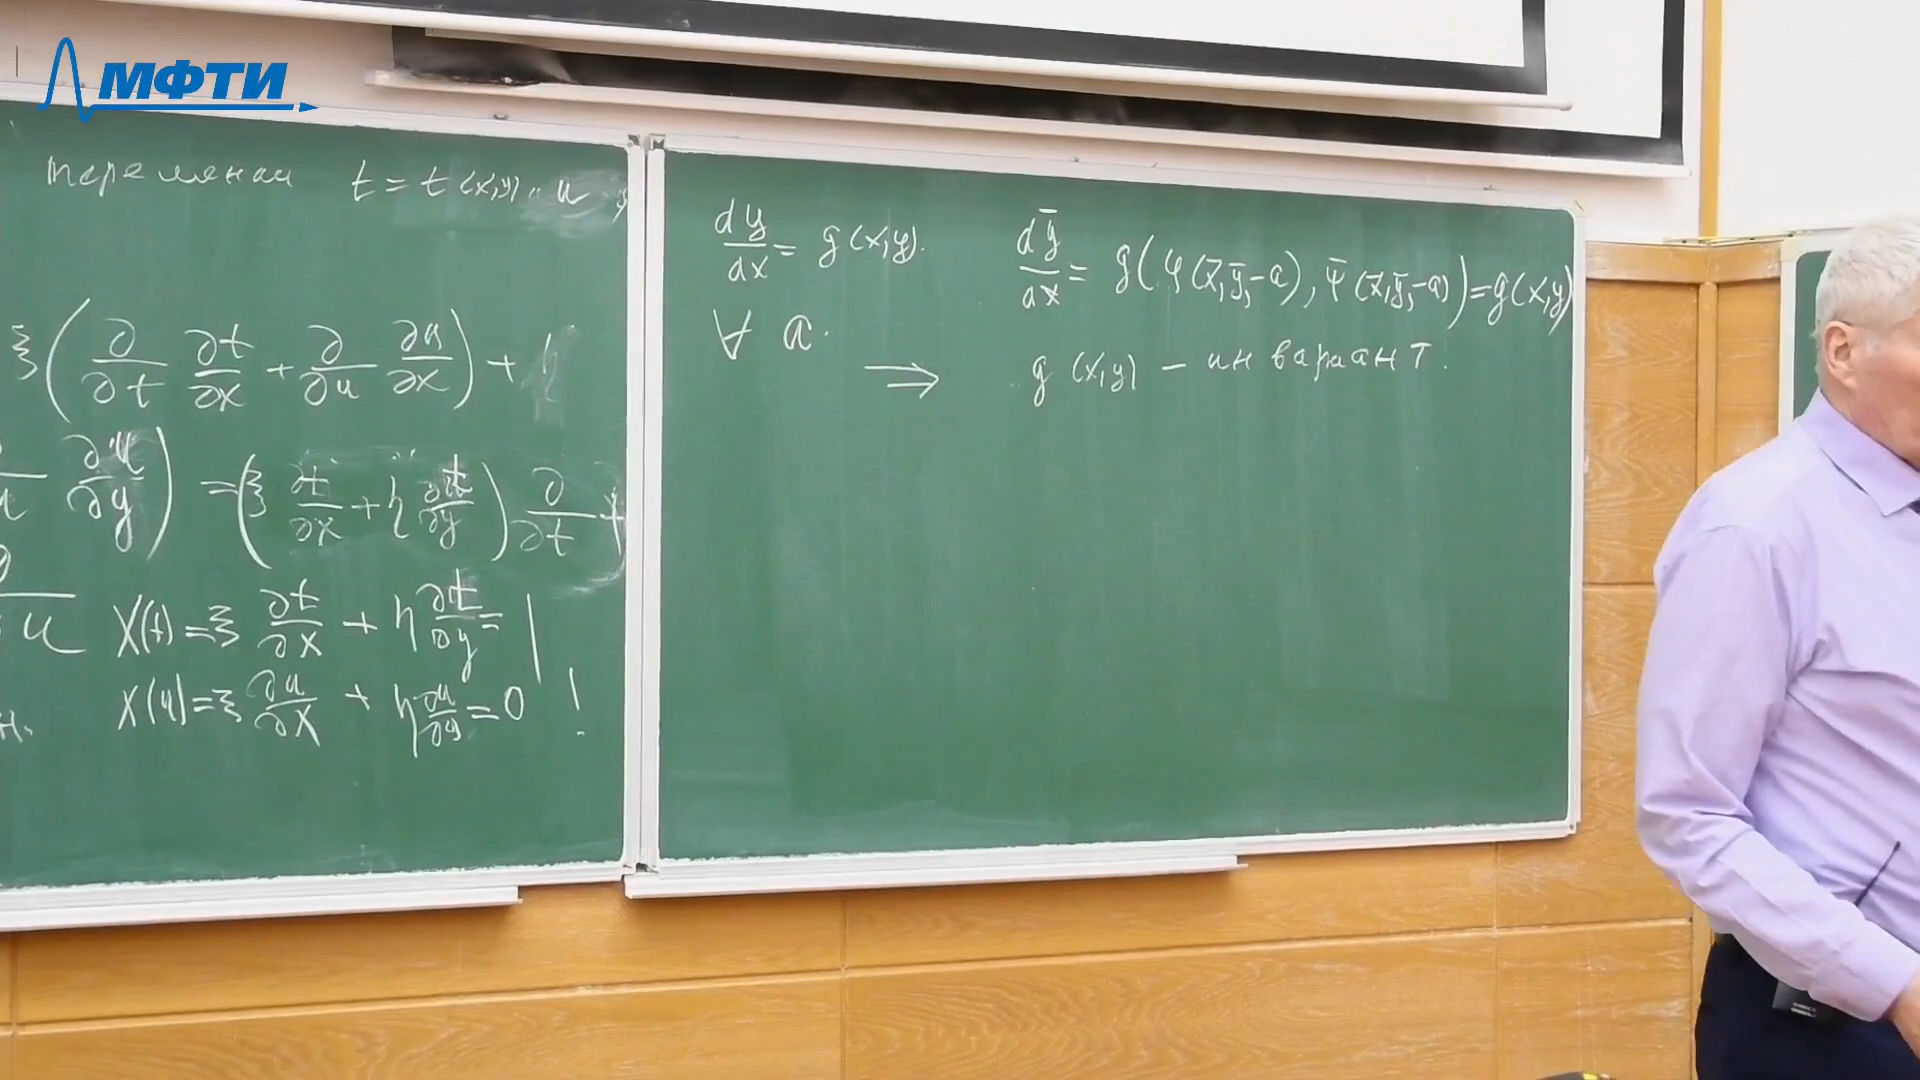 МФТИ
переменная t = t(x,y) . u
ξ(∂/∂t ∂t/∂x + ∂/∂u ∂u/∂x) + η
∂u/∂y) = (ξ ∂t/∂x + η ∂t/∂y) ∂/∂t +
X(t) = ξ ∂t/∂x + η ∂t/∂y = 1
X(u) = ξ ∂u/∂x + η ∂u/∂y = 0 !
dy/dx = g(x,y).
dȳ/dx̄ = g(φ(x̄,ȳ,-a), ψ̄(x̄,ȳ,-a)) = g(x,y)
∀ a.
⇒ g(x,y) – инвариант.